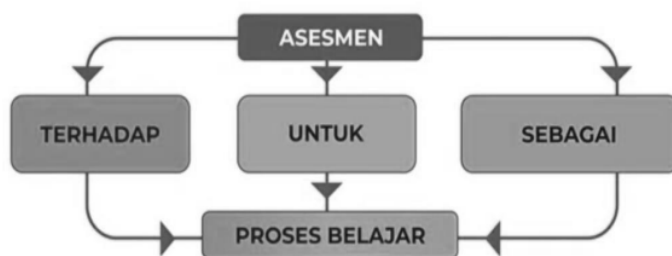 ASESMEN
TERHADAP
UNTUK
SEBAGAI
PROSES BELAJAR